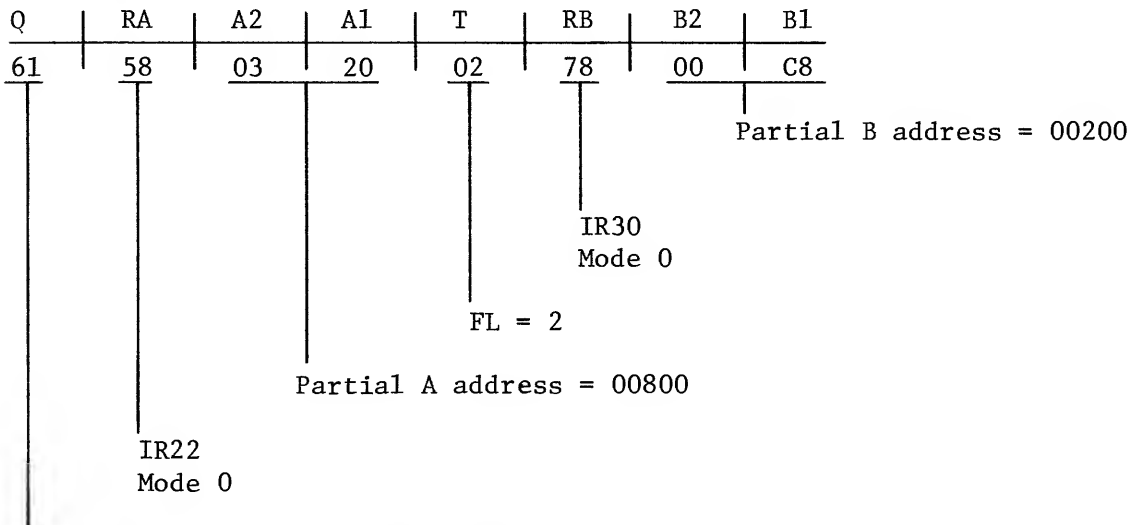 Q RA A2 A1 T RB B2 B1
61 58 03 20 02 78 00 C8
Partial B address = 00200
IR30
Mode 0
FL = 2
Partial A address = 00800
IR22
Mode 0